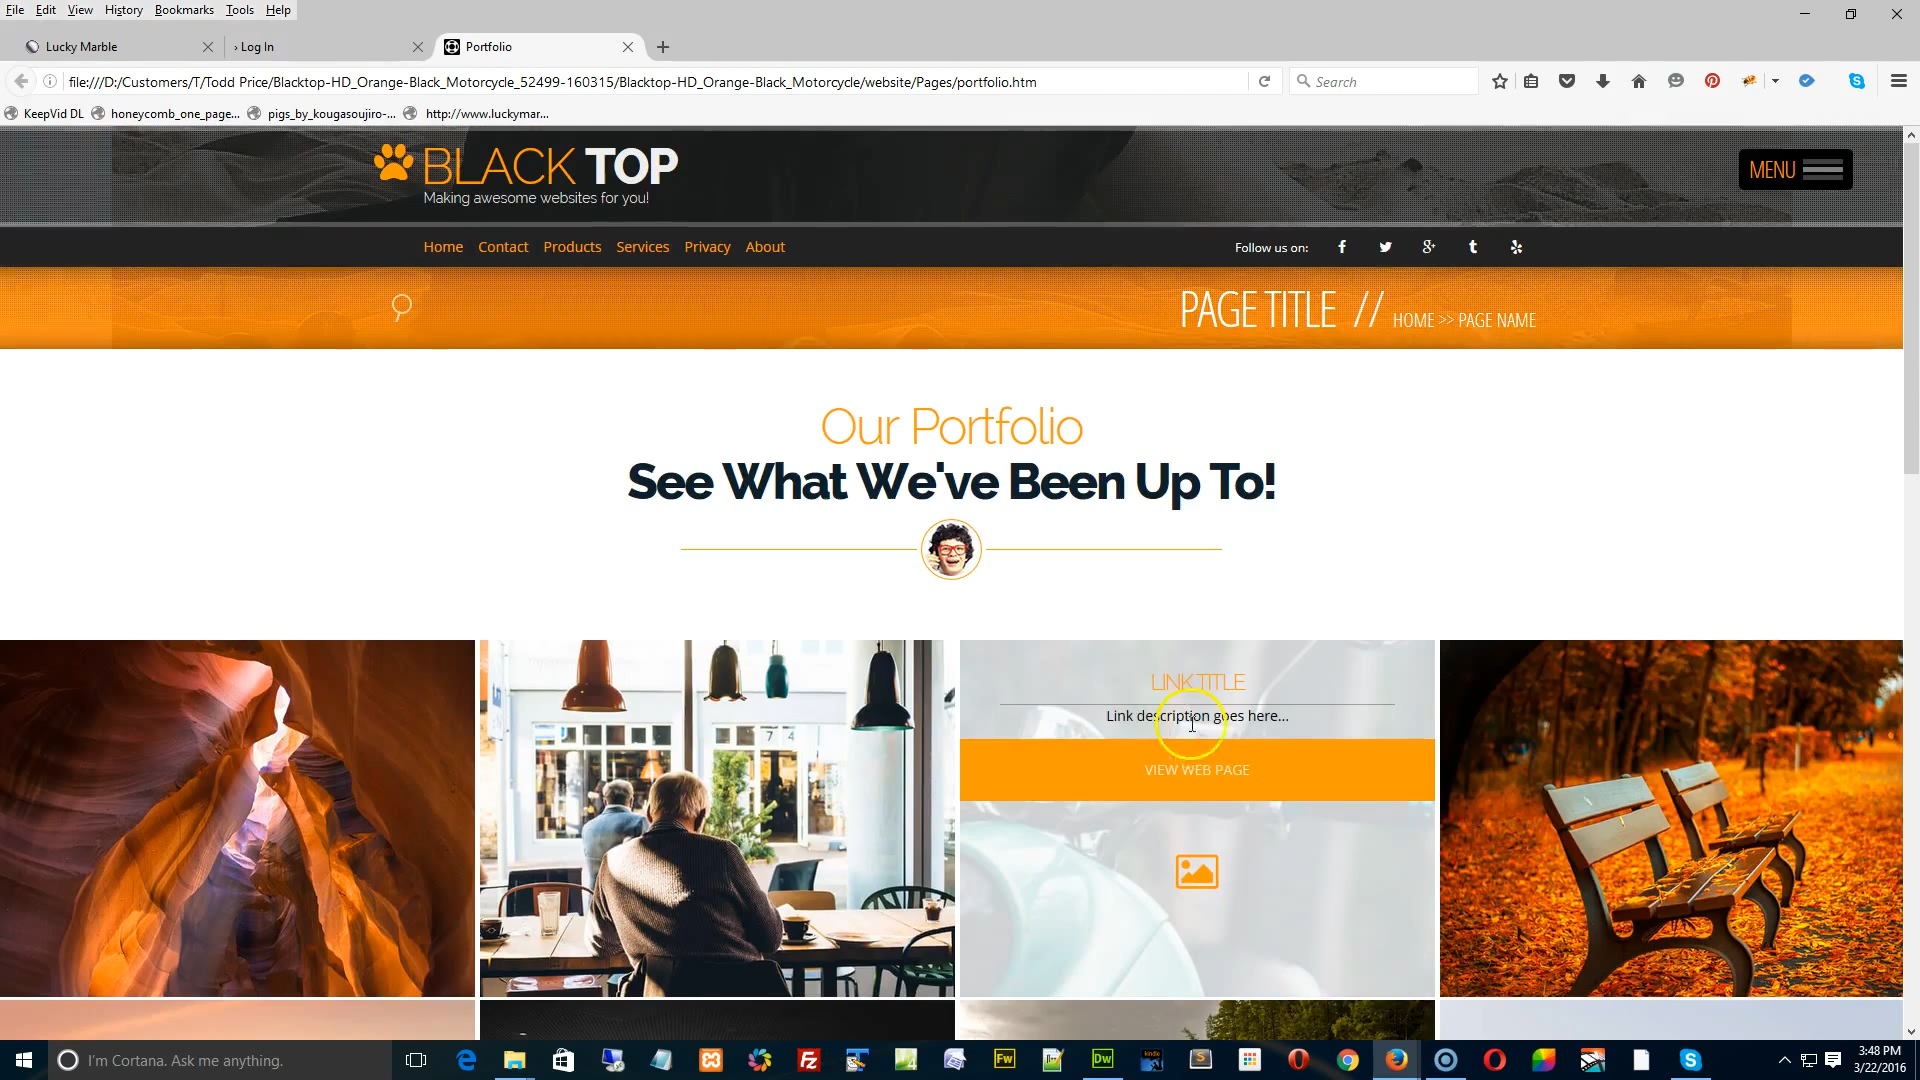 File Edit View History Bookmarks Tools Help
Lucky Marble
› Log In
Portfolio
file:///D:/Customers/T/Todd Price/Blacktop-HD_Orange-Black_Motorcycle_52499-160315/Blacktop-HD_Orange-Black_Motorcycle/website/Pages/portfolio.htm
Search
KeepVid DL honeycomb_one_page... pigs_by_kougasoujiro-... http://www.luckymar...
BLACK TOP
Making awesome websites for you!
MENU
Home Contact Products Services Privacy About
Follow us on:
PAGE TITLE // HOME >> PAGE NAME
Our Portfolio
See What We've Been Up To!
LINK TITLE
Link description goes here...
VIEW WEB PAGE
I'm Cortana. Ask me anything.
Fw
Dw
kindle
3:48 PM
3/22/2016